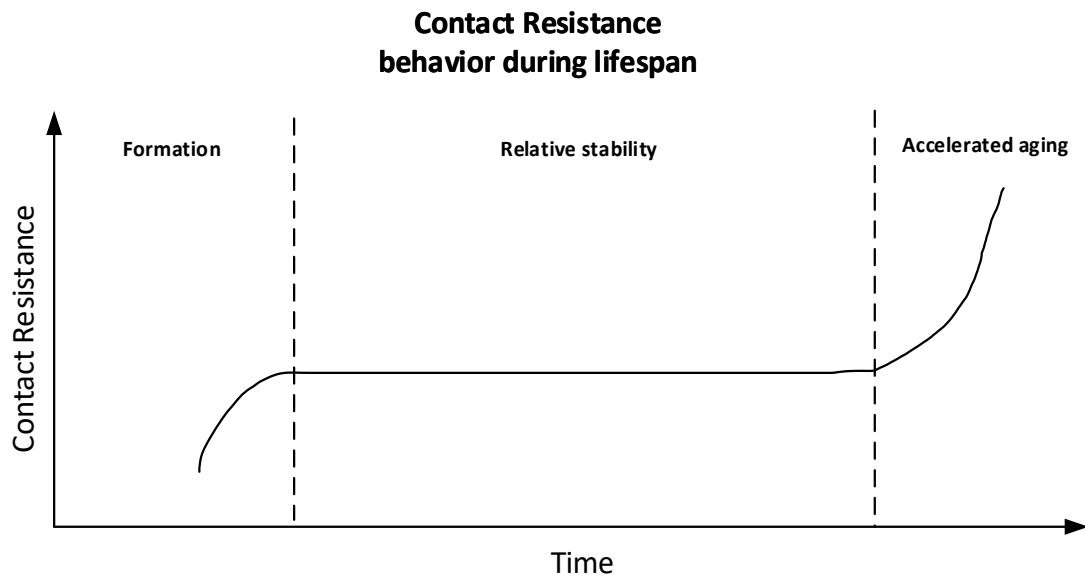 Contact Resistance
behavior during lifespan
Formation
Relative stability
Accelerated aging
Contact Resistance
Time